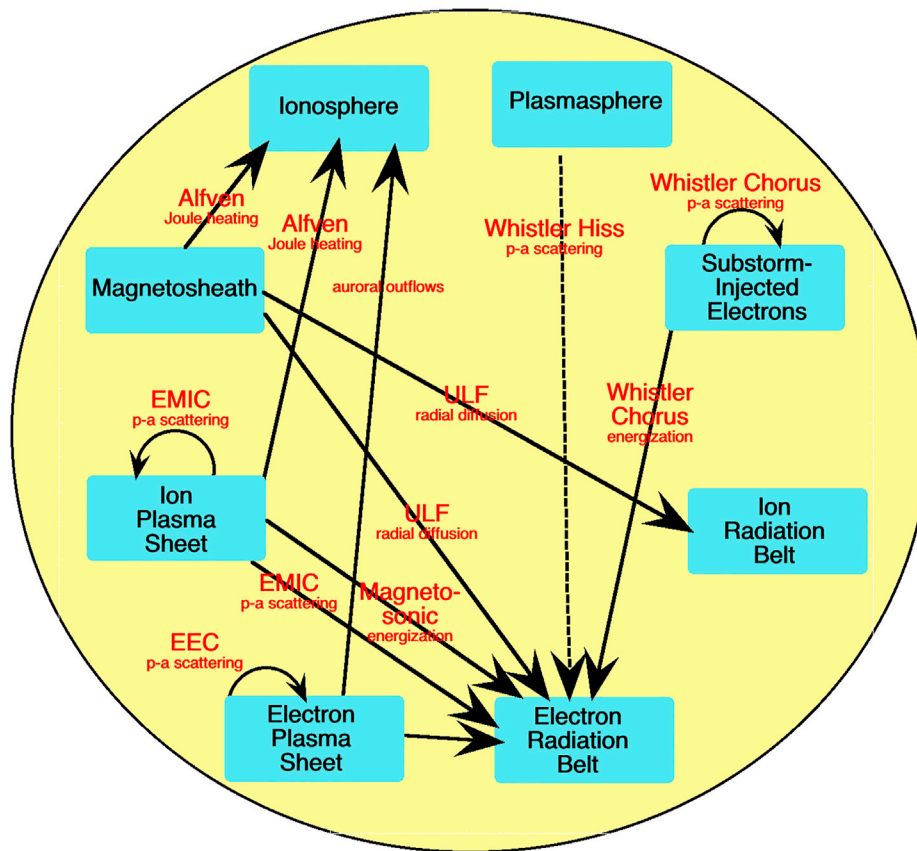 Ionosphere
Plasmasphere
Alfven
Joule heating
Alfven
Joule heating
Whistler Hiss
p-a scattering
Whistler Chorus
p-a scattering
Magnetosheath
auroral outflows
Substorm-
Injected
Electrons
ULF
radial diffusion
Whistler
Chorus
energization
EMIC
p-a scattering
Ion
Plasma
Sheet
ULF
radial diffusion
Ion
Radiation
Belt
EMIC
p-a scattering
Magneto-
sonic
energization
EEC
p-a scattering
Electron
Plasma
Sheet
Electron
Radiation
Belt